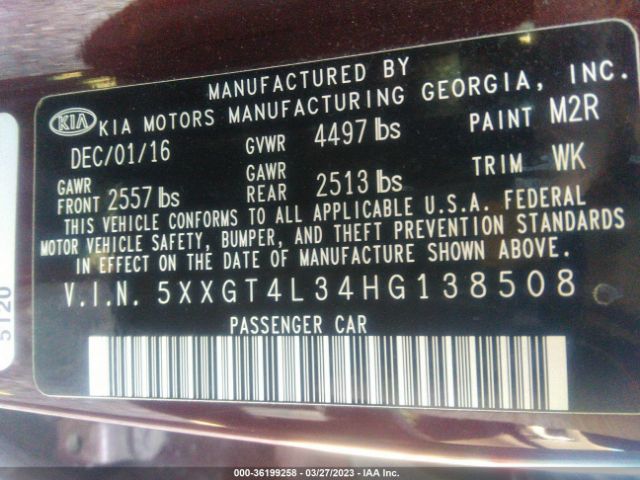 MANUFACTURED BY
KIA KIA MOTORS MANUFACTURING GEORGIA, INC.
DEC/01/16 GVWR 4497 lbs PAINT M2R
GAWR FRONT 2557 lbs GAWR REAR 2513 lbs TRIM WK
THIS VEHICLE CONFORMS TO ALL APPLICABLE U.S.A. FEDERAL
MOTOR VEHICLE SAFETY, BUMPER, AND THEFT PREVENTION STANDARDS
IN EFFECT ON THE DATE OF MANUFACTURE SHOWN ABOVE.
V.I.N. 5XXGT4L34HG138508
PASSENGER CAR
5120
000-36199258 - 03/27/2023 - IAA Inc.